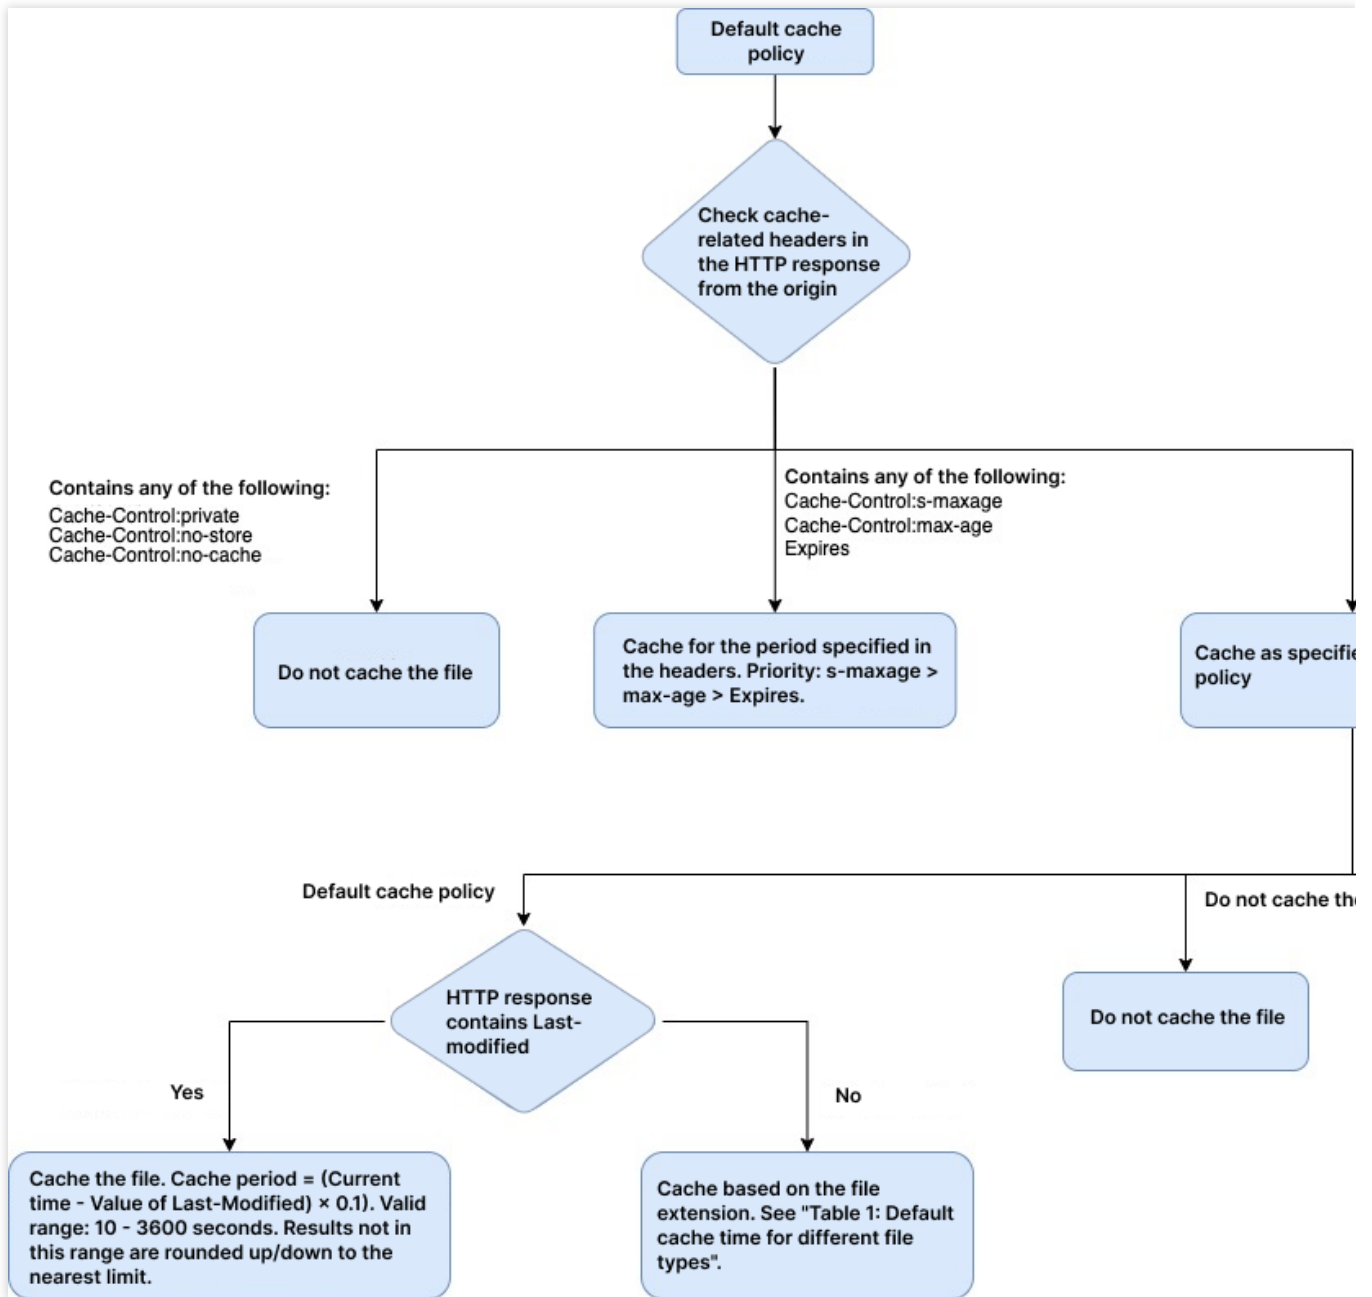 Default cache
policy
Check cache-
related headers in
the HTTP response
from the origin
Contains any of the following:
Cache-Control:private
Cache-Control:no-store
Cache-Control:no-cache
Contains any of the following:
Cache-Control:s-maxage
Cache-Control:max-age
Expires
Do not cache the file
Cache for the period specified in
the headers. Priority: s-maxage >
max-age > Expires.
Cache as
policy
Default cache policy
Do not cache
HTTP response
contains Last-
modified
Do not cache the file
Yes
No
Cache the file. Cache period = (Current
time - Value of Last-Modified) × 0.1). Valid
range: 10 - 3600 seconds. Results not in
this range are rounded up/down to the
nearest limit.
Cache based on the file
extension. See "Table 1: Default
cache time for different file
types".